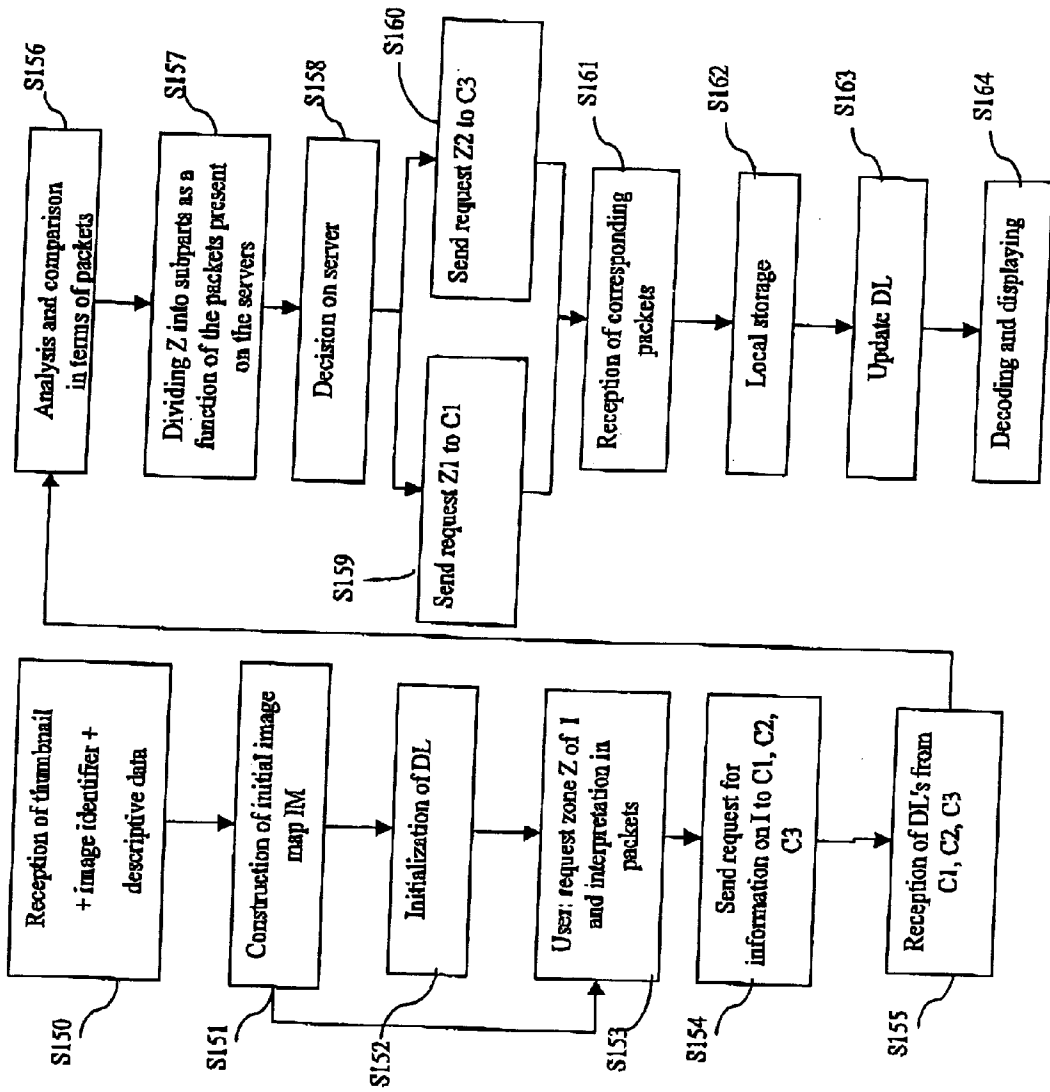 S150
Reception of thumbnail
+ image identifier +
descriptive data
S151
Construction of initial image
map IM
S152
Initialization of DL
S153
User: request zone Z of I
and interpretation in
packets
S154
Send request for
information on I to C1, C2,
C3
S155
Reception of DL's from
C1, C2, C3
S156
Analysis and comparison
in terms of packets
S157
Dividing Z into subparts as a
function of the packets present
on the servers
S158
Decision on server
S159
Send request Z1 to C1
S160
Send request Z2 to C3
S161
Reception of corresponding
packets
S162
Local storage
S163
Update DL
S164
Decoding and displaying